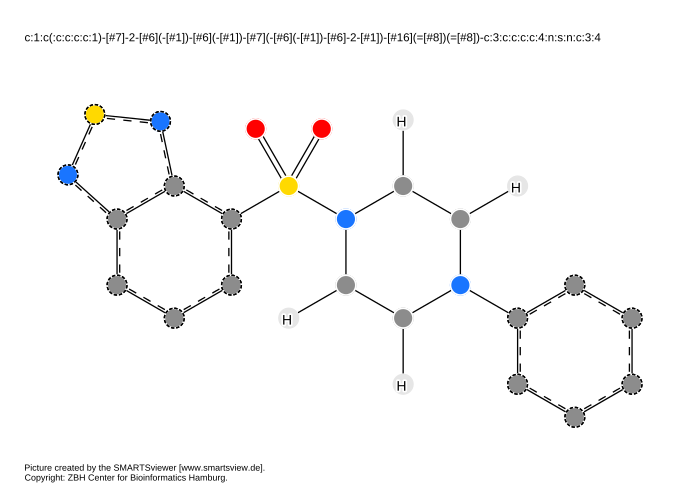 c:1:c(:c:c:c:c:1)-[#7]-2-[#6](-[#1])-[#6](-[#1])-[#7](-[#6](-[#1])-[#6]-2-[#1])-[#16](=[#8])(=[#8])-c:3:c:c:c:c:4:n:s:n:c:3:4
H
H
H
H
Picture created by the SMARTSviewer [www.smartsview.de].
Copyright: ZBH Center for Bioinformatics Hamburg.